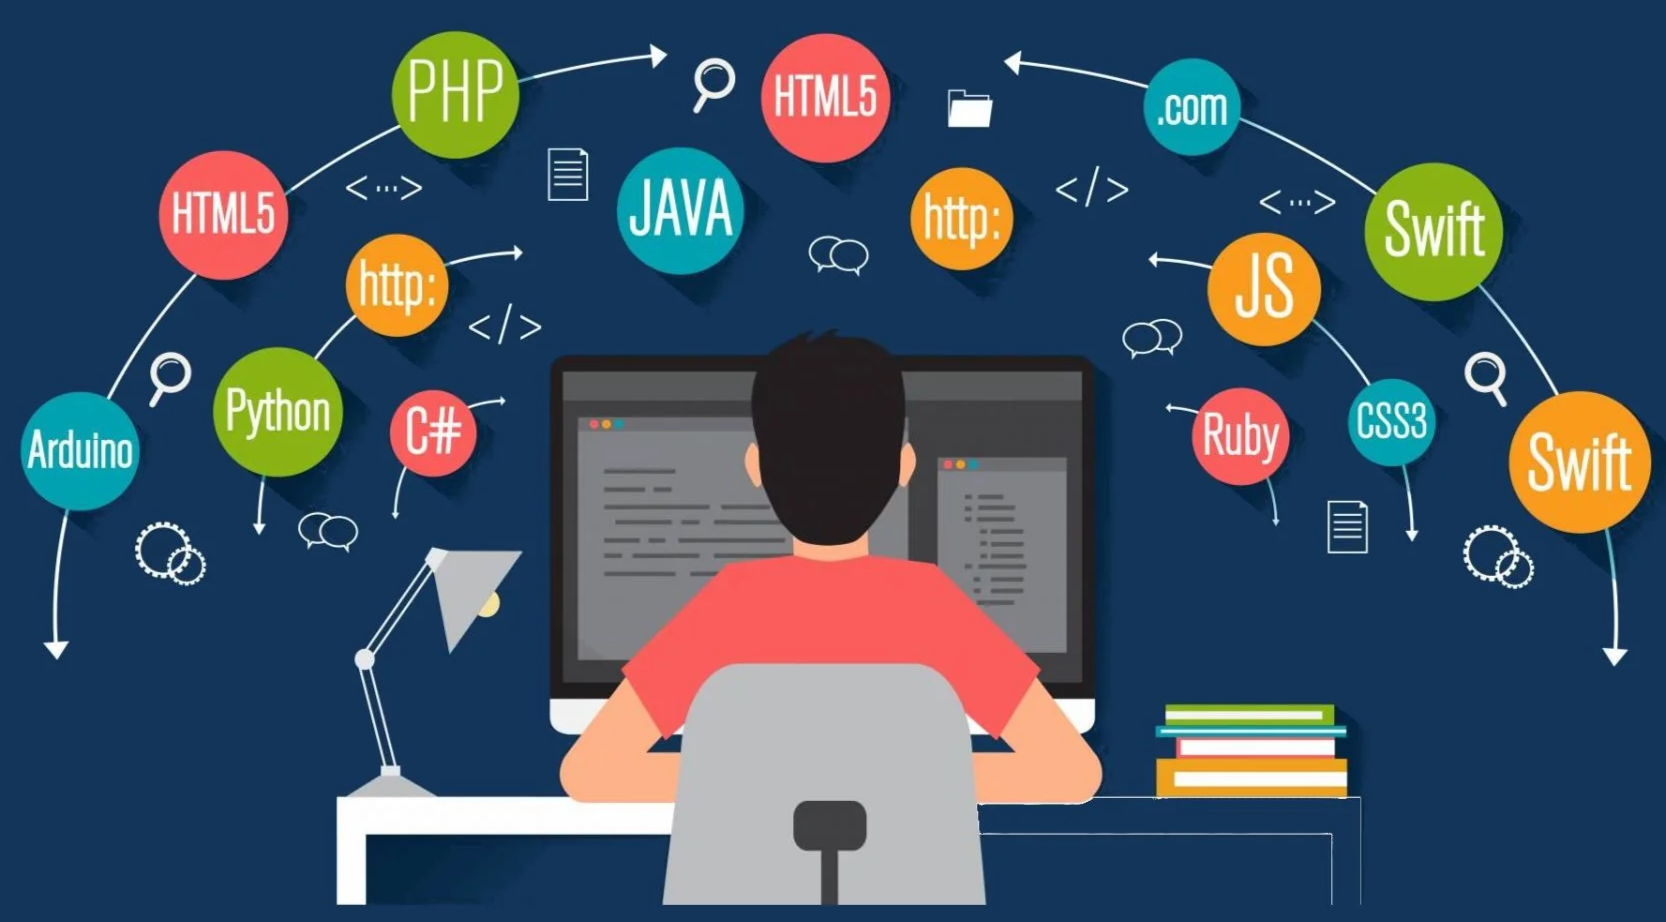 PHP
HTML5
.com
HTML5
JAVA
http:
</>
<...>
Swift
<...>
http:
JS
</>
Python
C#
Ruby
CSS3
Arduino
Swift